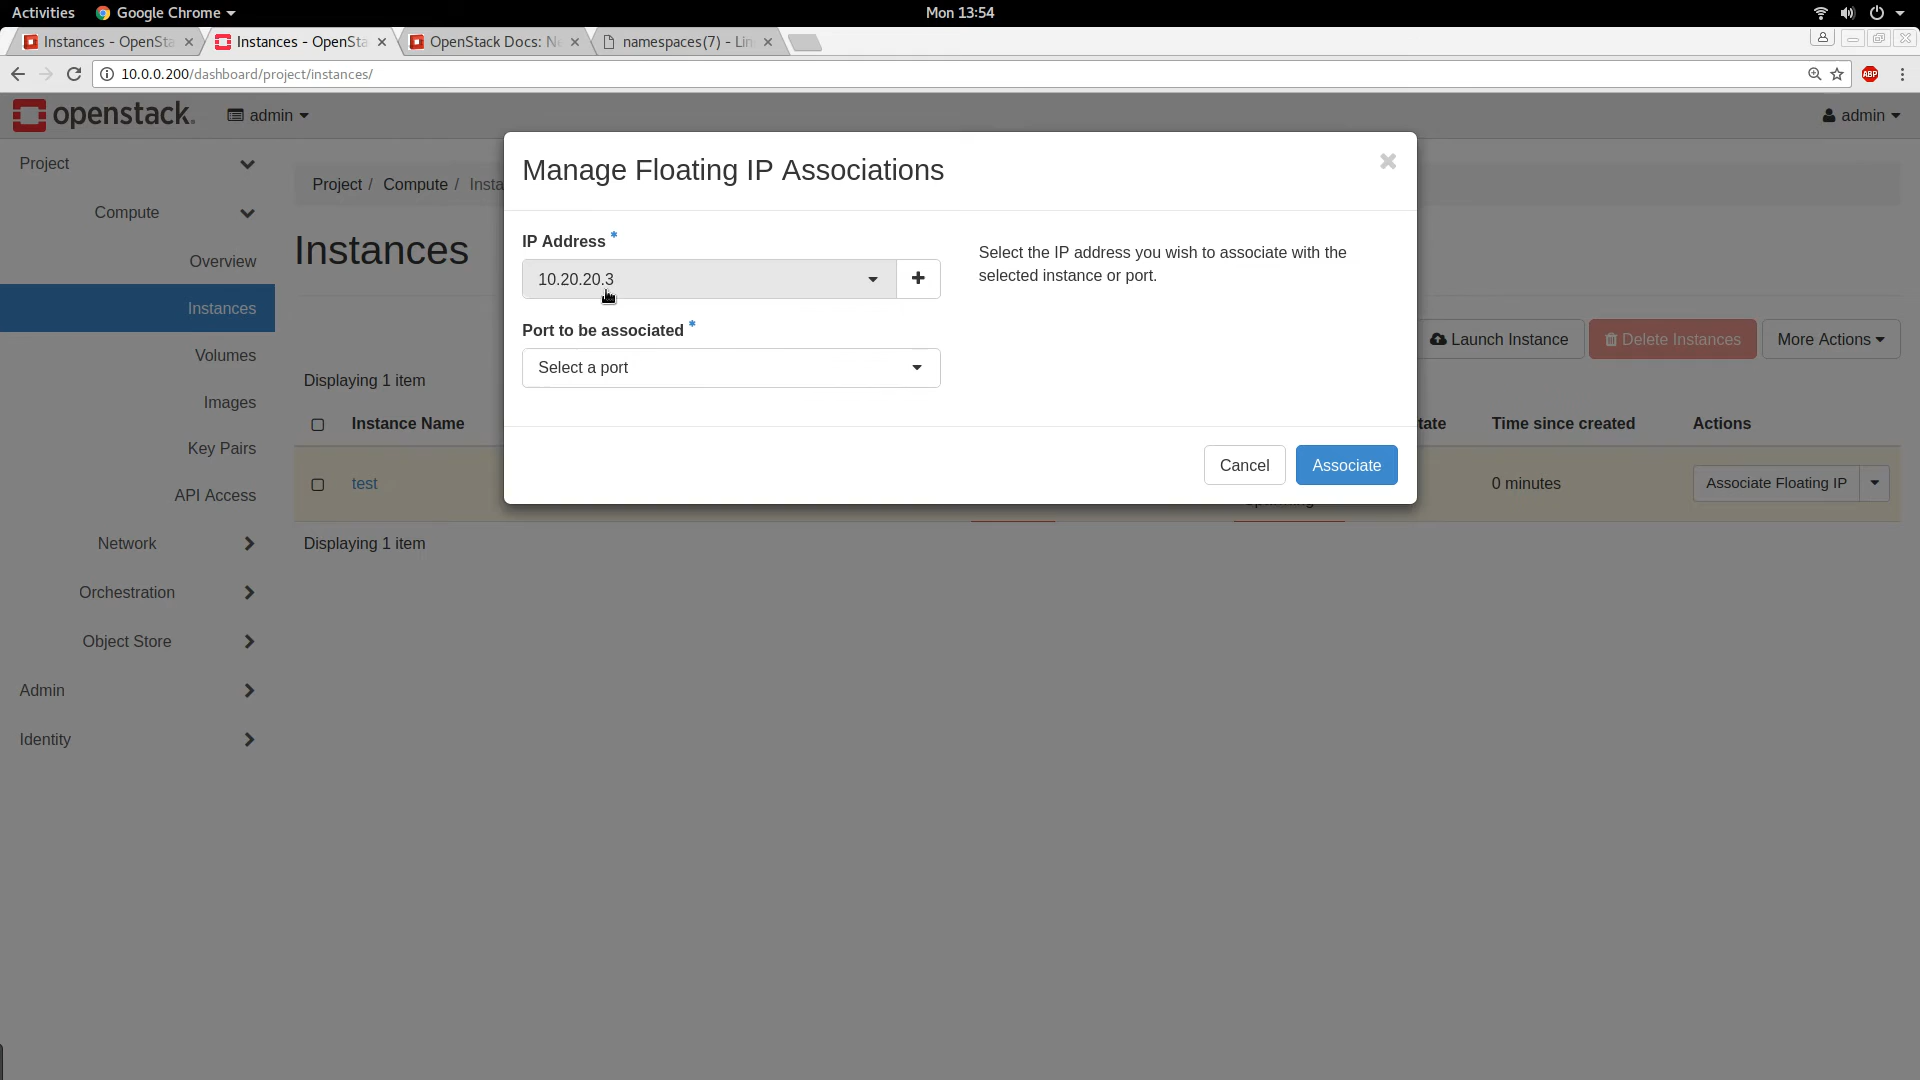 Activities Google Chrome Mon 13:54
Instances - OpenSta Instances - OpenSta OpenStack Docs: N namespaces(7) - Lin
10.0.0.200/dashboard/project/instances/ ABP
openstack. admin admin
Project
Compute
Overview
Instances
Volumes
Images
Key Pairs
API Access
Network
Orchestration
Object Store
Admin
Identity
Project / Compute / Insta
Instances
Launch Instance Delete Instances More Actions
Displaying 1 item
Instance Name tate Time since created Actions
test 0 minutes Associate Floating IP
Displaying 1 item
Manage Floating IP Associations
IP Address *
10.20.20.3
Port to be associated *
Select a port
Select the IP address you wish to associate with the
selected instance or port.
Cancel Associate